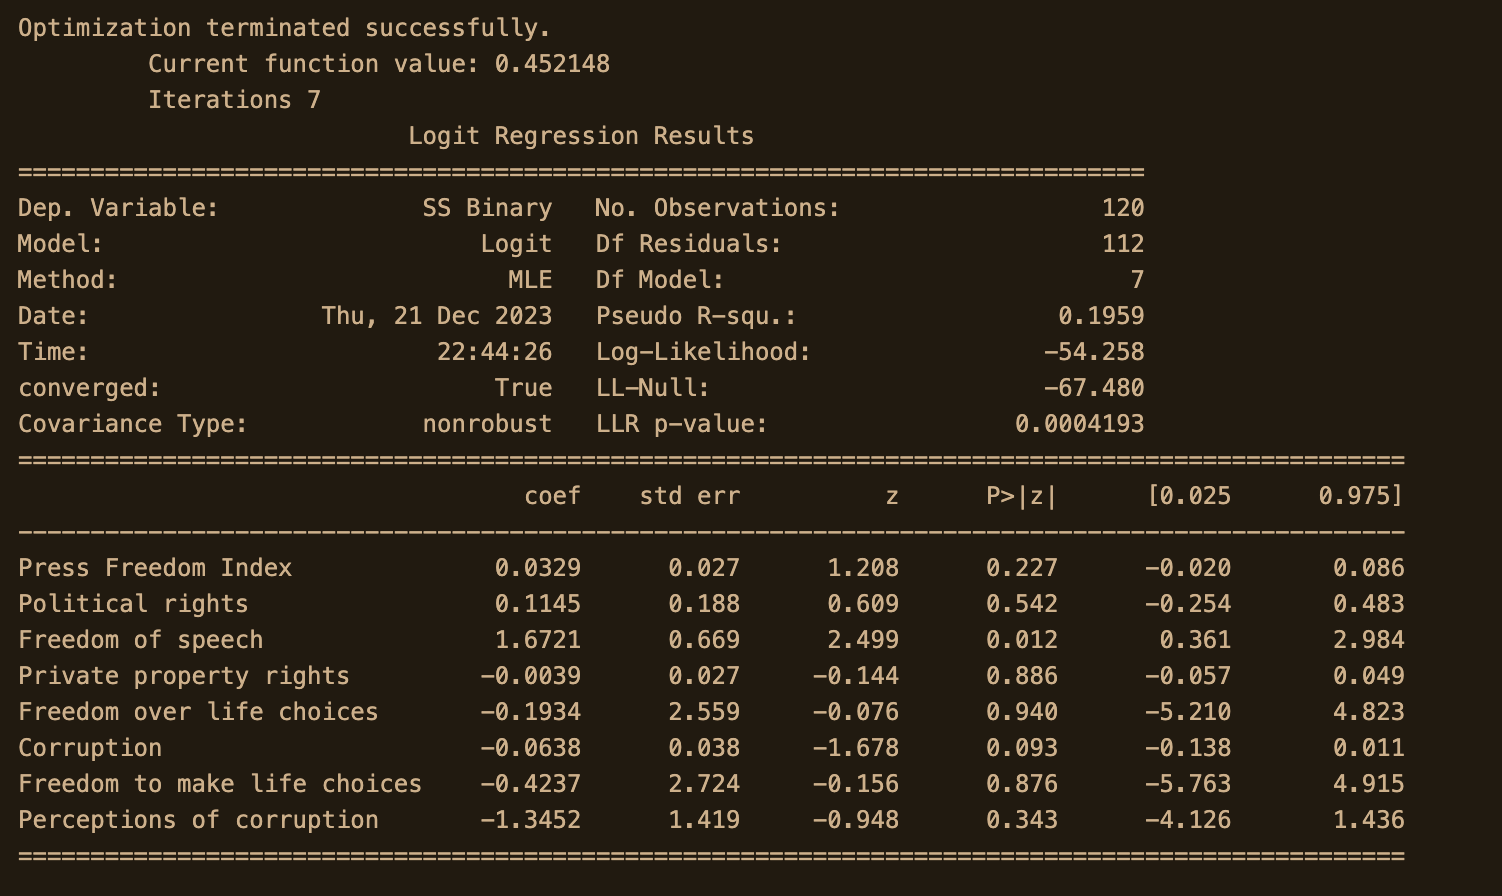 Optimization terminated successfully.
         Current function value: 0.452148
         Iterations 7
                           Logit Regression Results
==============================================================================
Dep. Variable:              SS Binary   No. Observations:                  120
Model:                          Logit   Df Residuals:                      112
Method:                           MLE   Df Model:                            7
Date:                Thu, 21 Dec 2023   Pseudo R-squ.:                  0.1959
Time:                        22:44:26   Log-Likelihood:                -54.258
converged:                       True   LL-Null:                       -67.480
Covariance Type:            nonrobust   LLR p-value:                 0.0004193
================================================================================================
                                   coef    std err          z      P>|z|      [0.025      0.975]
------------------------------------------------------------------------------------------------
Press Freedom Index              0.0329      0.027      1.208      0.227      -0.020       0.086
Political rights                 0.1145      0.188      0.609      0.542      -0.254       0.483
Freedom of speech                1.6721      0.669      2.499      0.012       0.361       2.984
Private property rights         -0.0039      0.027     -0.144      0.886      -0.057       0.049
Freedom over life choices       -0.1934      2.559     -0.076      0.940      -5.210       4.823
Corruption                      -0.0638      0.038     -1.678      0.093      -0.138       0.011
Freedom to make life choices    -0.4237      2.724     -0.156      0.876      -5.763       4.915
Perceptions of corruption       -1.3452      1.419     -0.948      0.343      -4.126       1.436
================================================================================================